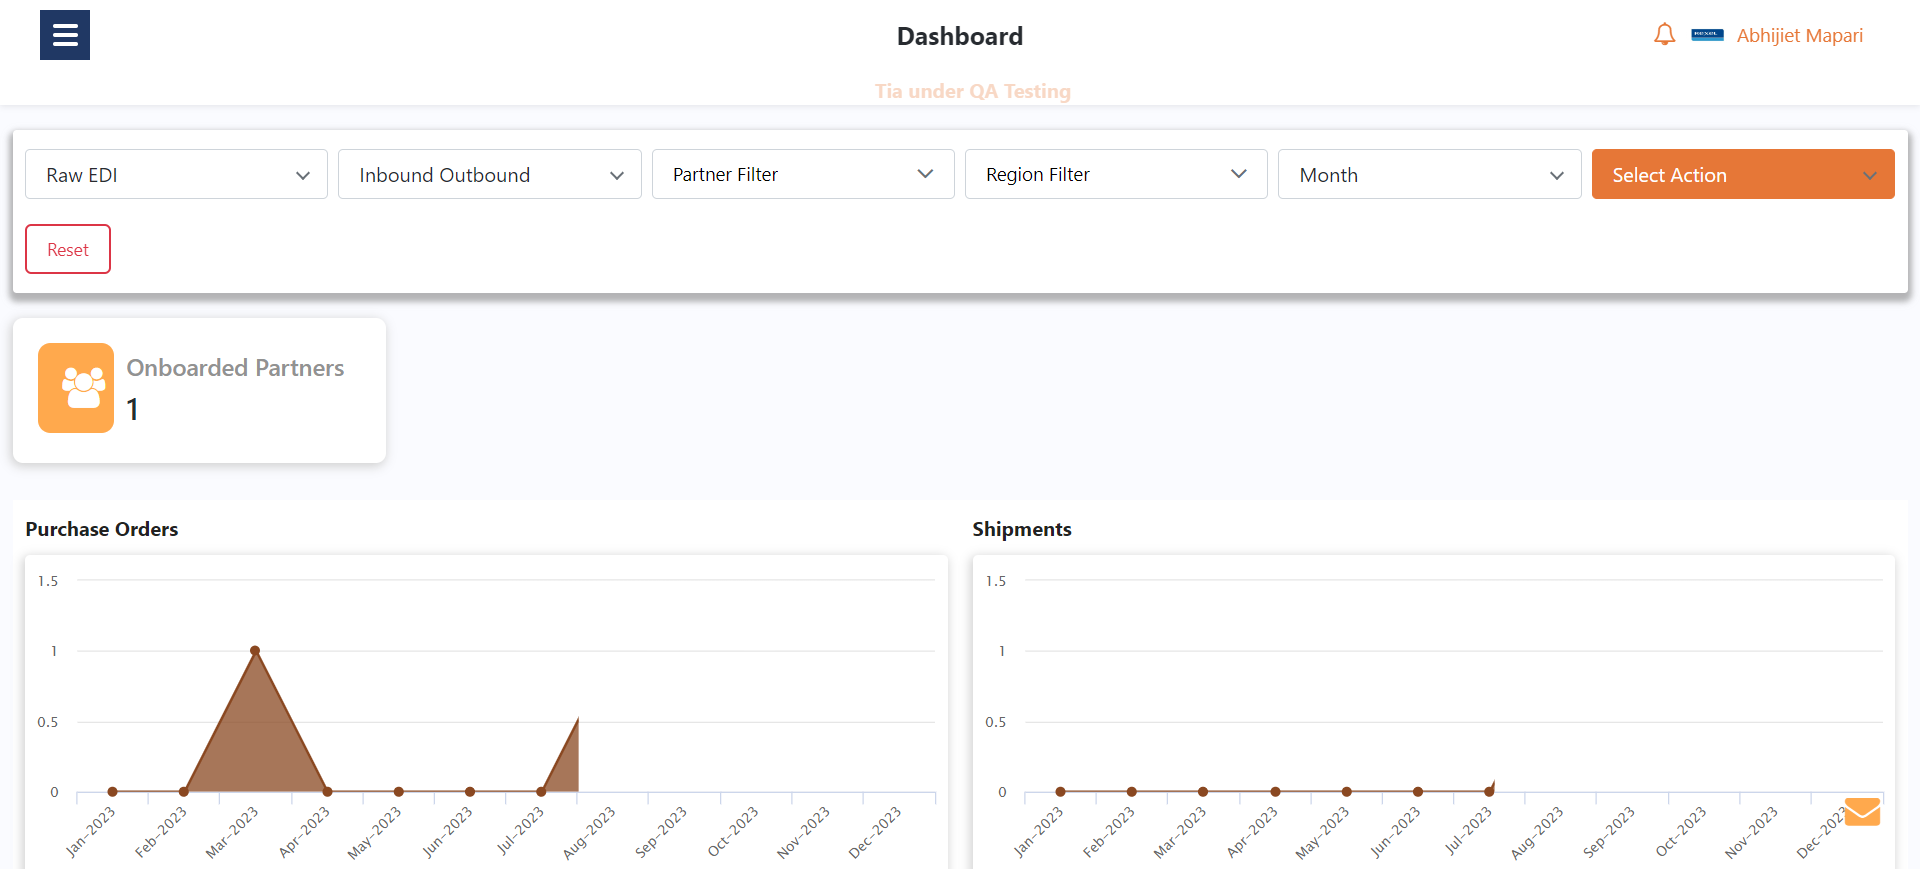 Dashboard
Abhijiet Mapari
Tia under QA Testing
Raw EDI
Inbound Outbound
Partner Filter
Region Filter
Month
Select Action
Reset
Onboarded Partners
1
Purchase Orders
1.5
1
0.5
0
Jan-2023
Feb-2023
Mar-2023
Apr-2023
May-2023
Jun-2023
Jul-2023
Aug-2023
Sep-2023
Oct-2023
Nov-2023
Dec-2023
Shipments
1.5
1
0.5
0
Jan-2023
Feb-2023
Mar-2023
Apr-2023
May-2023
Jun-2023
Jul-2023
Aug-2023
Sep-2023
Oct-2023
Nov-2023
Dec-202